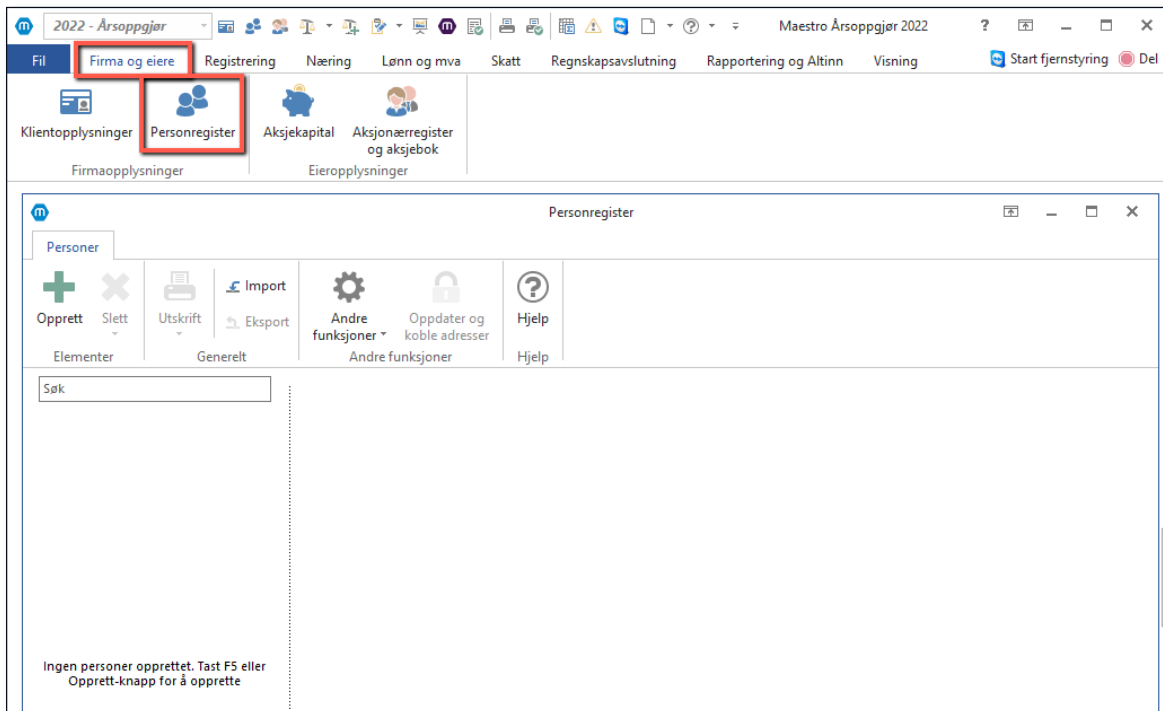 2022 - Årsoppgjør
Maestro Årsoppgjør 2022
Fil Firma og eiere Registrering Næring Lønn og mva Skatt Regnskapsavslutning Rapportering og Altinn Visning Start fjernstyring Del
Klientopplysninger Personregister Aksjekapital Aksjonærregister
og aksjebok
Firmaopplysninger Eieropplysninger
Personregister
Personer
Import
Opprett Slett Utskrift Eksport Andre
funksjoner Oppdater og
koble adresser Hjelp
Elementer Generelt Andre funksjoner Hjelp
Søk
Ingen personer opprettet. Tast F5 eller
Opprett-knapp for å opprette